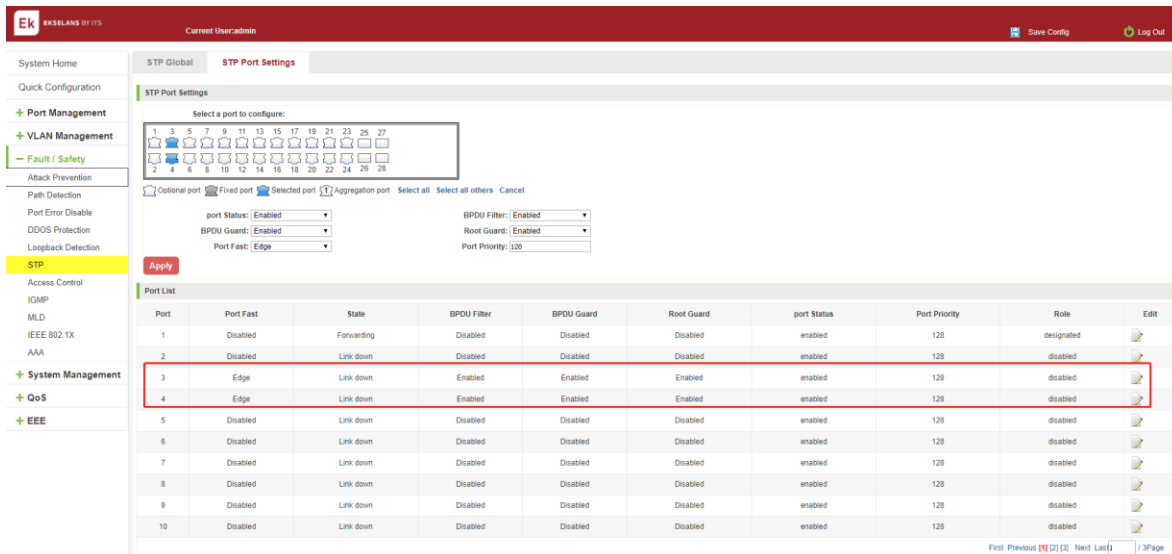 Ek EKSELANS BY ITS
Current User:admin
Save Config
Log Out
System Home
Quick Configuration
+ Port Management
+ VLAN Management
− Fault / Safety
Attack Prevention
Path Detection
Port Error Disable
DDOS Protection
Loopback Detection
STP
Access Control
IGMP
MLD
IEEE 802.1X
AAA
+ System Management
+ QoS
+ EEE
STP Global STP Port Settings
STP Port Settings
Select a port to configure:
1 3 5 7 9 11 13 15 17 19 21 23 25 27
2 4 6 8 10 12 14 16 18 20 22 24 26 28
Optional port Fixed port Selected port 1 Aggregation port Select all Select all others Cancel
port Status: Enabled BPDU Filter: Enabled
BPDU Guard: Enabled Root Guard: Enabled
Port Fast: Edge Port Priority: 128
Apply
Port List
Port Port Fast State BPDU Filter BPDU Guard Root Guard port Status Port Priority Role Edit
1 Disabled Forwarding Disabled Disabled Disabled enabled 128 designated
2 Disabled Link down Disabled Disabled Disabled enabled 128 disabled
3 Edge Link down Enabled Enabled Enabled enabled 128 disabled
4 Edge Link down Enabled Enabled Enabled enabled 128 disabled
5 Disabled Link down Disabled Disabled Disabled enabled 128 disabled
6 Disabled Link down Disabled Disabled Disabled enabled 128 disabled
7 Disabled Link down Disabled Disabled Disabled enabled 128 disabled
8 Disabled Link down Disabled Disabled Disabled enabled 128 disabled
9 Disabled Link down Disabled Disabled Disabled enabled 128 disabled
10 Disabled Link down Disabled Disabled Disabled enabled 128 disabled
First Previous [1] [2] [3] Next Last 1 / 3Page